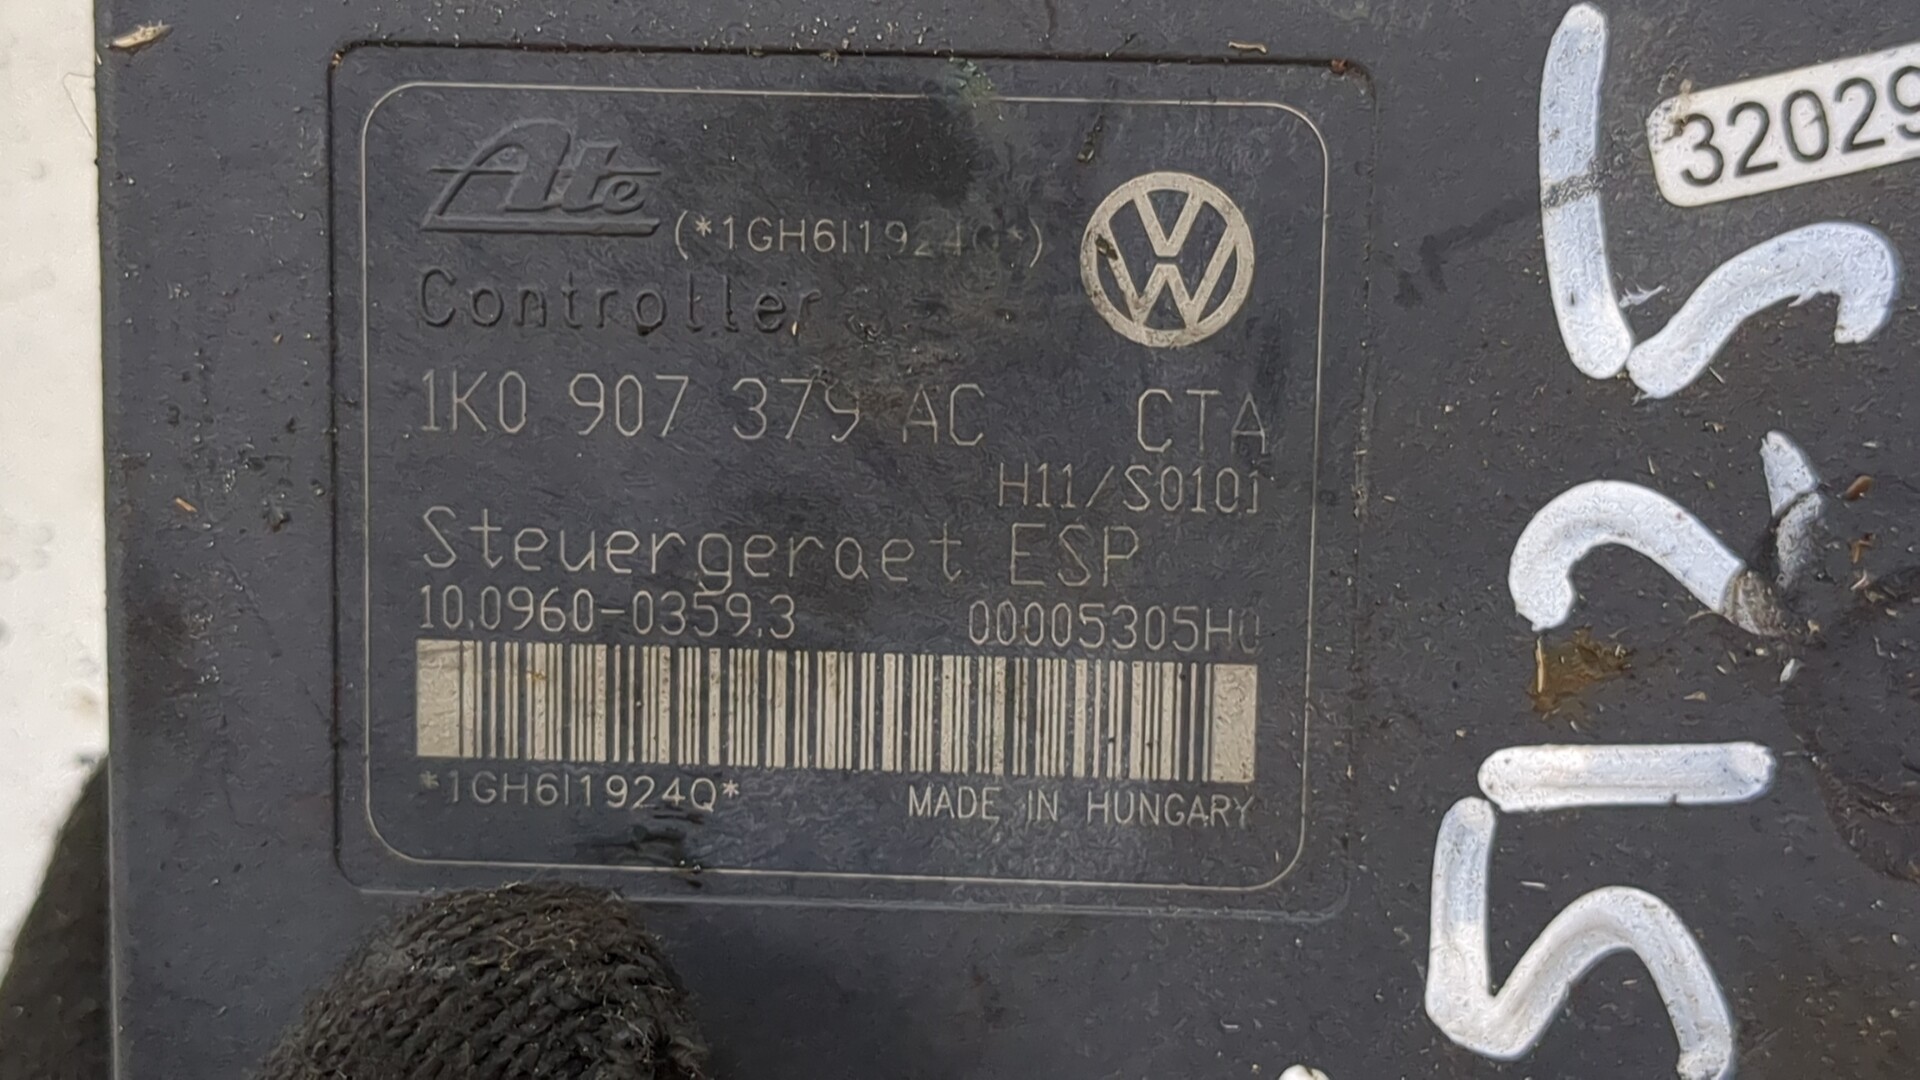 Ate
(*1GH6I1924Q*)
Controller
1K0 907 379 AC CTA
H11/S0101
Steuergeraet ESP
10.0960-0359.3 00005305H0
*1GH6I1924Q*
MADE IN HUNGARY
32029